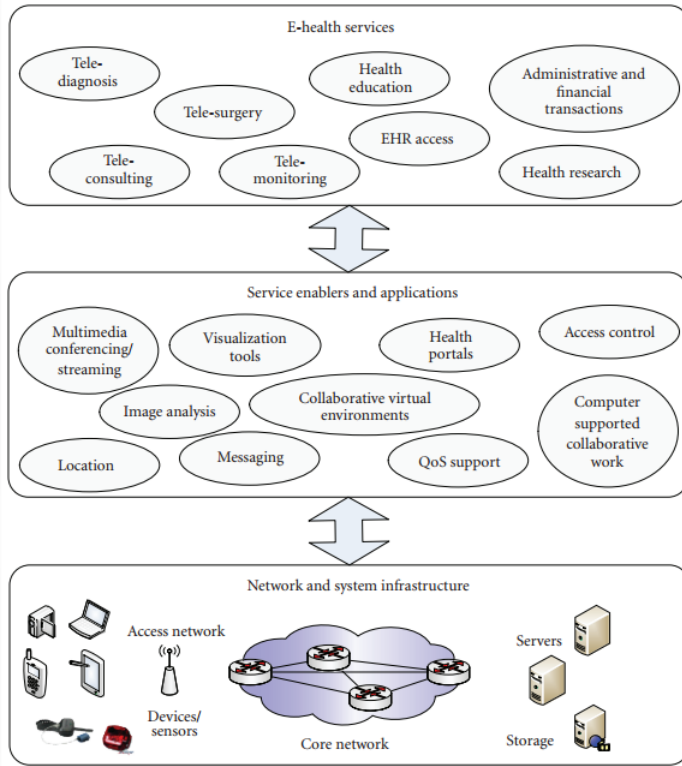 E-health services
Tele-
diagnosis
Health
education
Administrative and
financial
transactions
Tele-surgery
EHR access
Tele-
consulting
Tele-
monitoring
Health research
Service enablers and applications
Multimedia
conferencing/
streaming
Visualization
tools
Health
portals
Access control
Image analysis
Collaborative virtual
environments
Computer
supported
collaborative
work
Location
Messaging
QoS support
Network and system infrastructure
Access network
Servers
Devices/
sensors
Core network
Storage